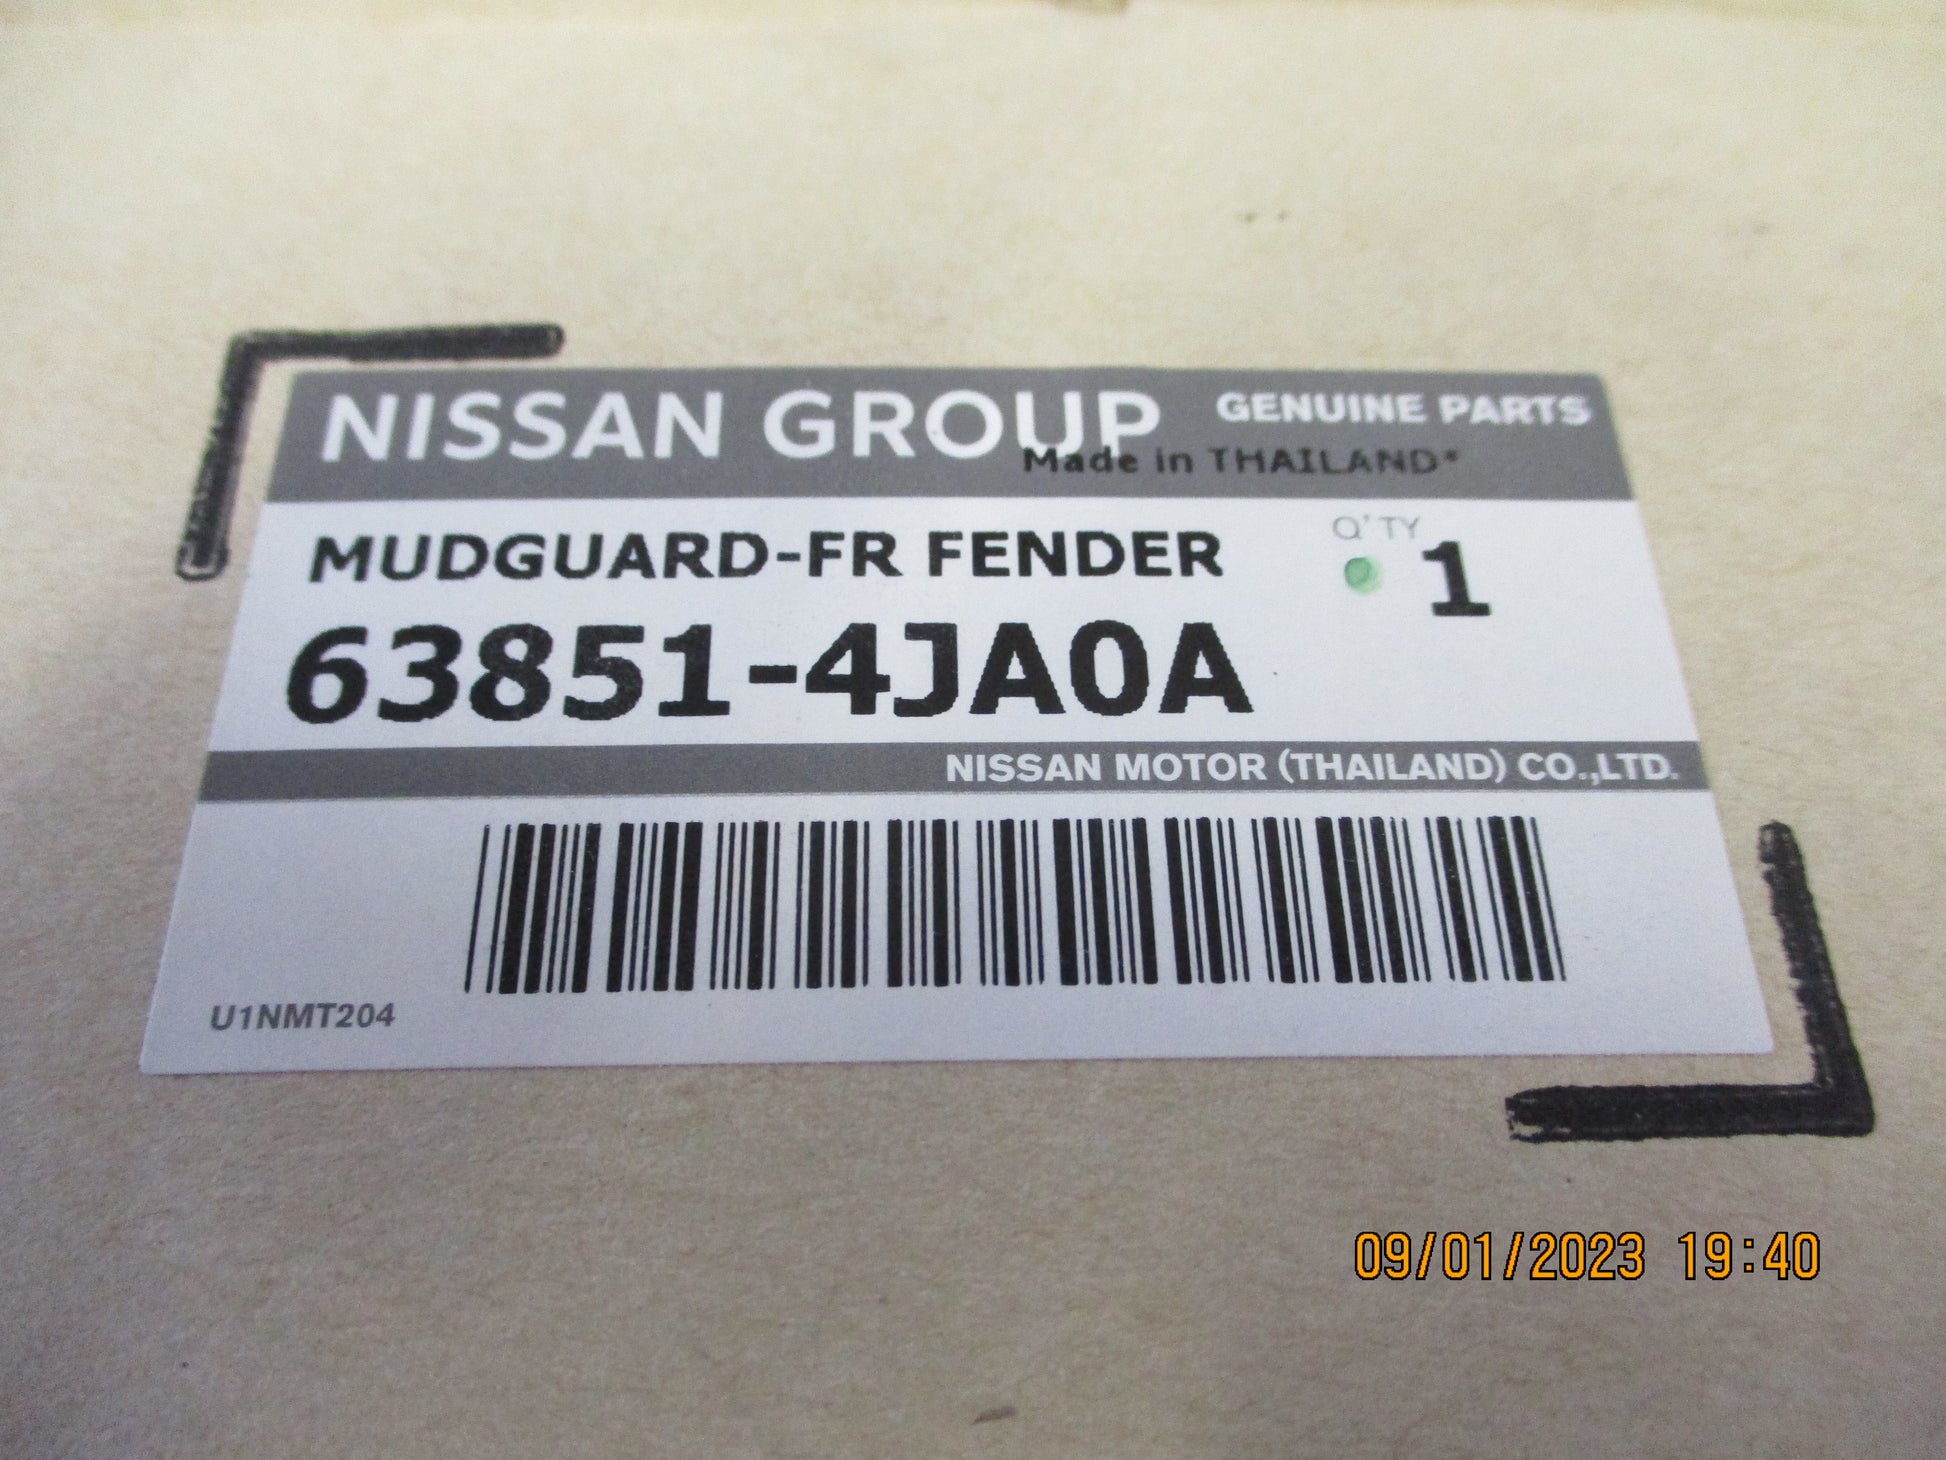 NISSAN GROUP GENUINE PARTS
Made in THAILAND*
MUDGUARD-FR FENDER Q'TY 1
63851-4JA0A
NISSAN MOTOR (THAILAND) CO.,LTD.
U1NMT204
09/01/2023 19:40